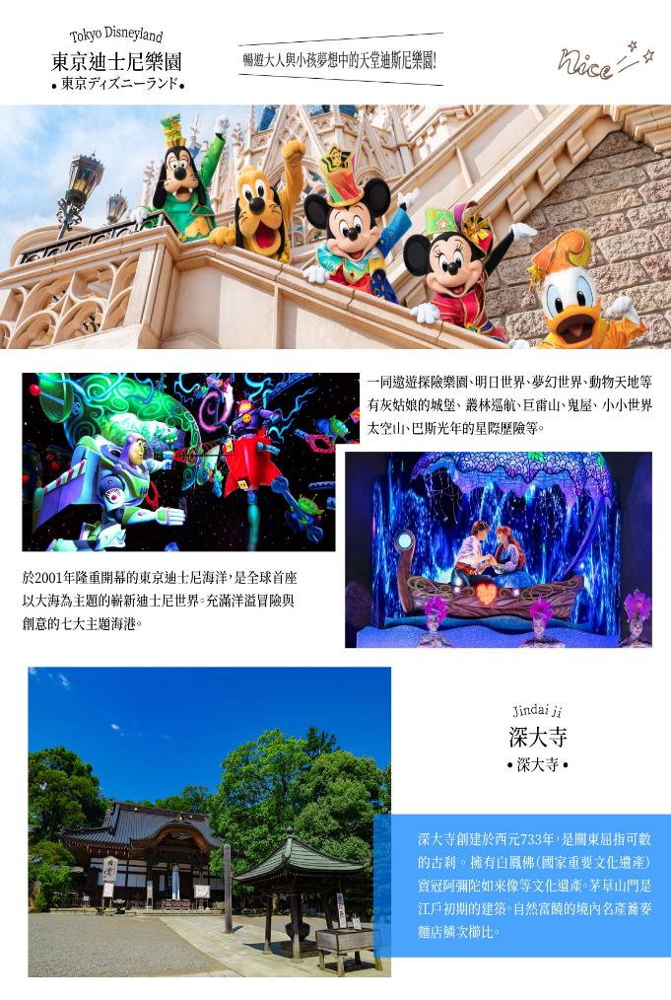 Tokyo Disneyland
東京迪士尼樂園
•東京ディズニーランド•
暢遊大人與小孩夢想中的天堂迪斯尼樂園!
nice
一同遨遊探險樂園、明日世界、夢幻世界、動物天地等
有灰姑娘的城堡、叢林巡航、巨雷山、鬼屋、小小世界
太空山、巴斯光年的星際歷險等。
於2001年隆重開幕的東京迪士尼海洋,是全球首座
以大海為主題的嶄新迪士尼世界。充滿洋溢冒險與
創意的七大主題海港。
Jindai ji
深大寺
•深大寺•
深大寺創建於西元733年,是關東屈指可數
的古剎。擁有白鳳佛(國家重要文化遺產)
寶冠阿彌陀如來像等文化遺產。茅草山門是
江戶初期的建築。自然富饒的境內名產蕎麥
麵店鱗次櫛比。